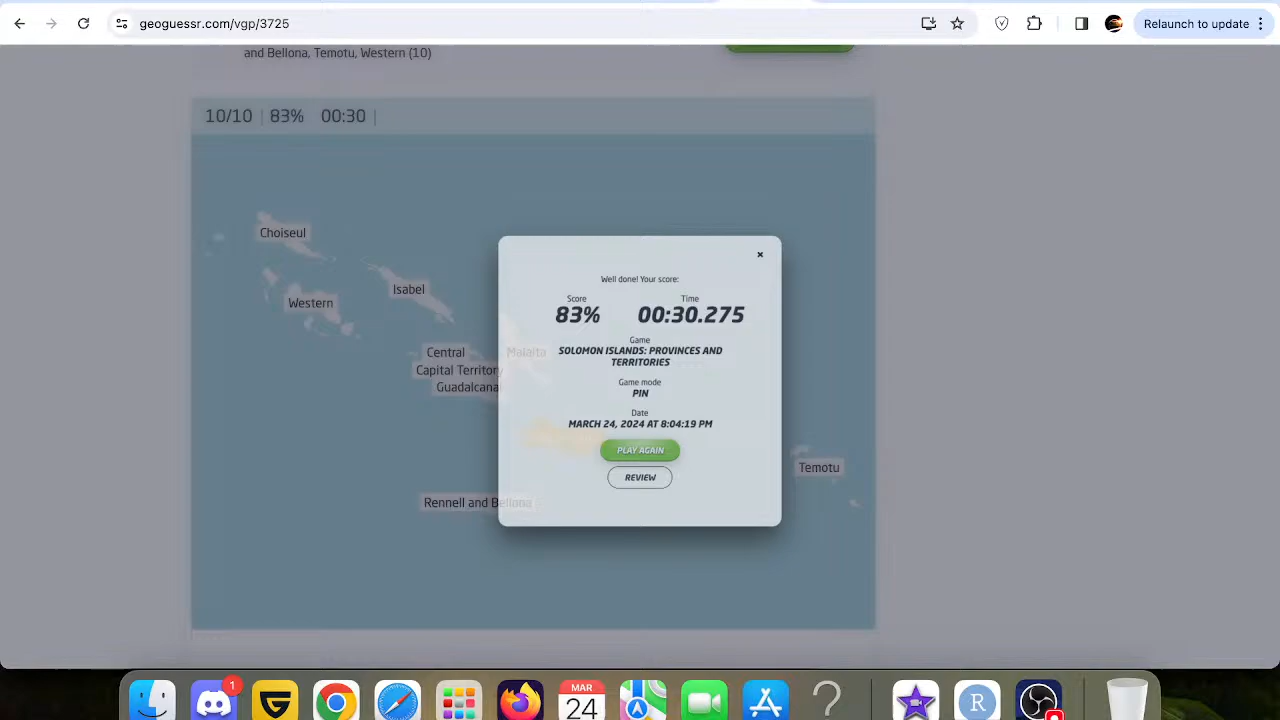 geoguessr.com/vgp/3725
Relaunch to update
and Bellona, Temotu, Western (10)
10/10 | 83% 00:30 |
Choiseul
Western
Isabel
Central
Malaita
Capital Territory
Guadalcanal
Rennell and Bellona
Temotu
Well done! Your score:
Score
Time
83%
00:30.275
Game
SOLOMON ISLANDS: PROVINCES AND
TERRITORIES
Game mode
PIN
Date
MARCH 24, 2024 AT 8:04:19 PM
PLAY AGAIN
REVIEW
1
MAR
24
R